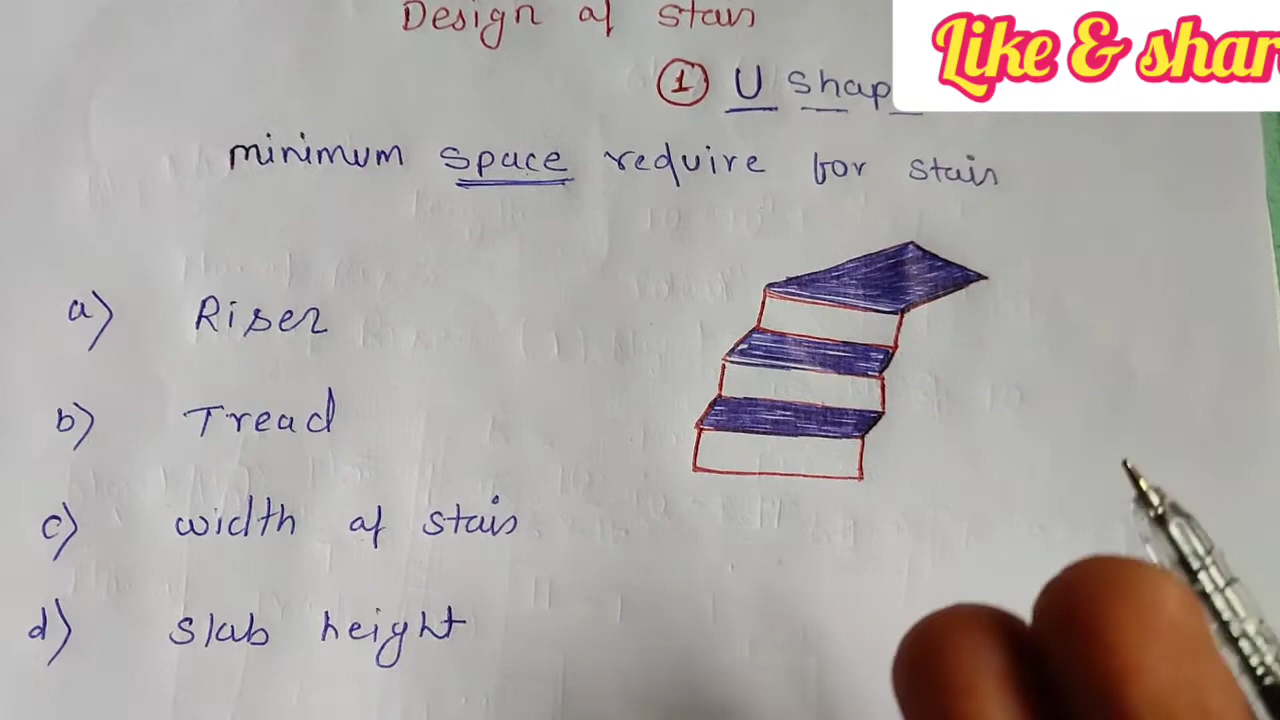 Design of stair
Like & shar
① U shap
minimum space require for stair
a) Riser
b) Tread
c) width of stair
d) slab height